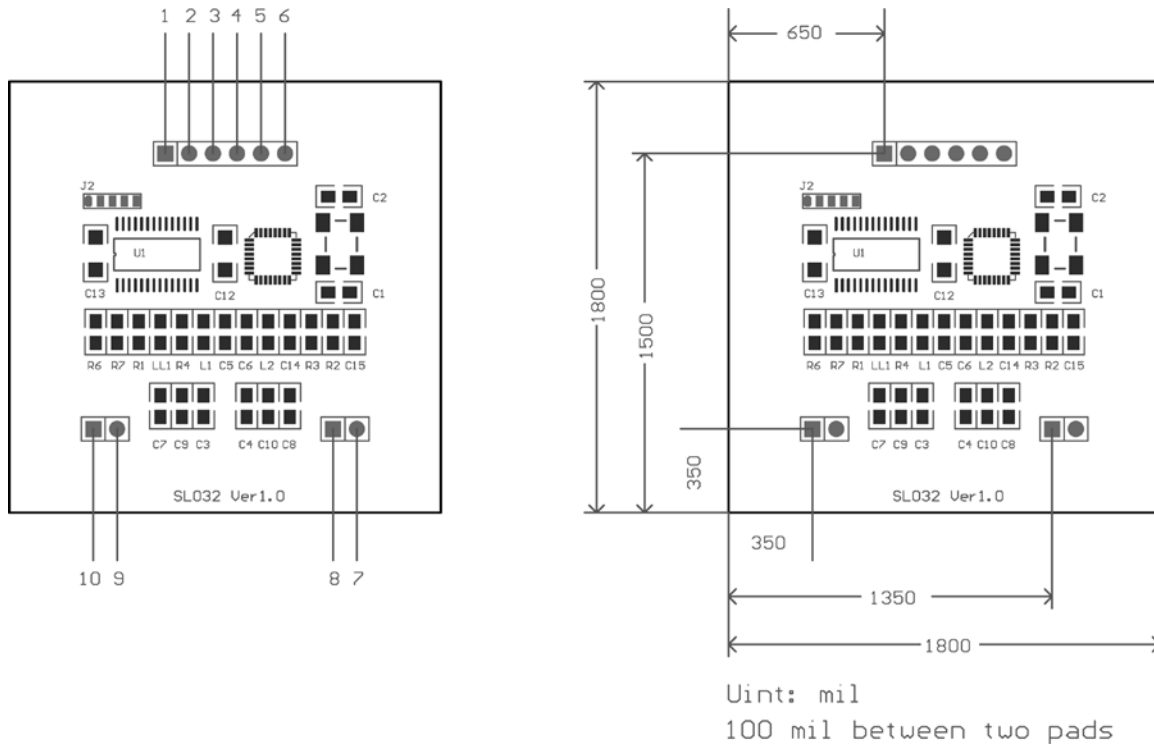 1 2 3 4 5 6
J2
C2
U1
C13
C12
C1
R6 R7 R1 LL1 R4 L1 C5 C6 L2 C14 R3 R2 C15
C7 C9 C3 C4 C10 C8
SL032 Ver1.0
10 9 8 7
650
1800
1500
J2
C2
U1
C13
C12
C1
R6 R7 R1 LL1 R4 L1 C5 C6 L2 C14 R3 R2 C15
C7 C9 C3 C4 C10 C8
350
SL032 Ver1.0
350
1350
1800
Uint: mil
100 mil between two pads